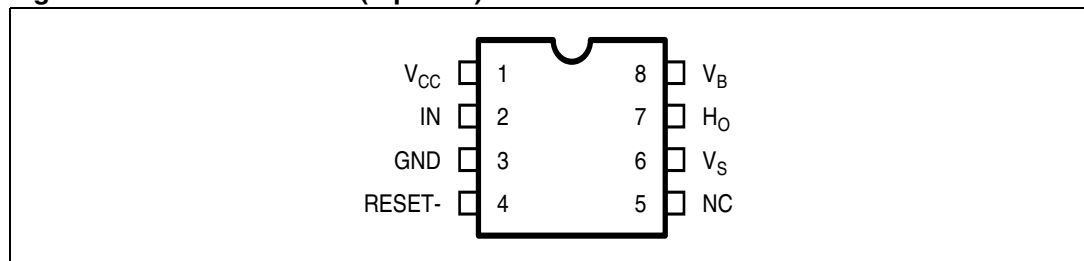 V_CC 1 8 V_B
IN 2 7 H_O
GND 3 6 V_S
RESET- 4 5 NC